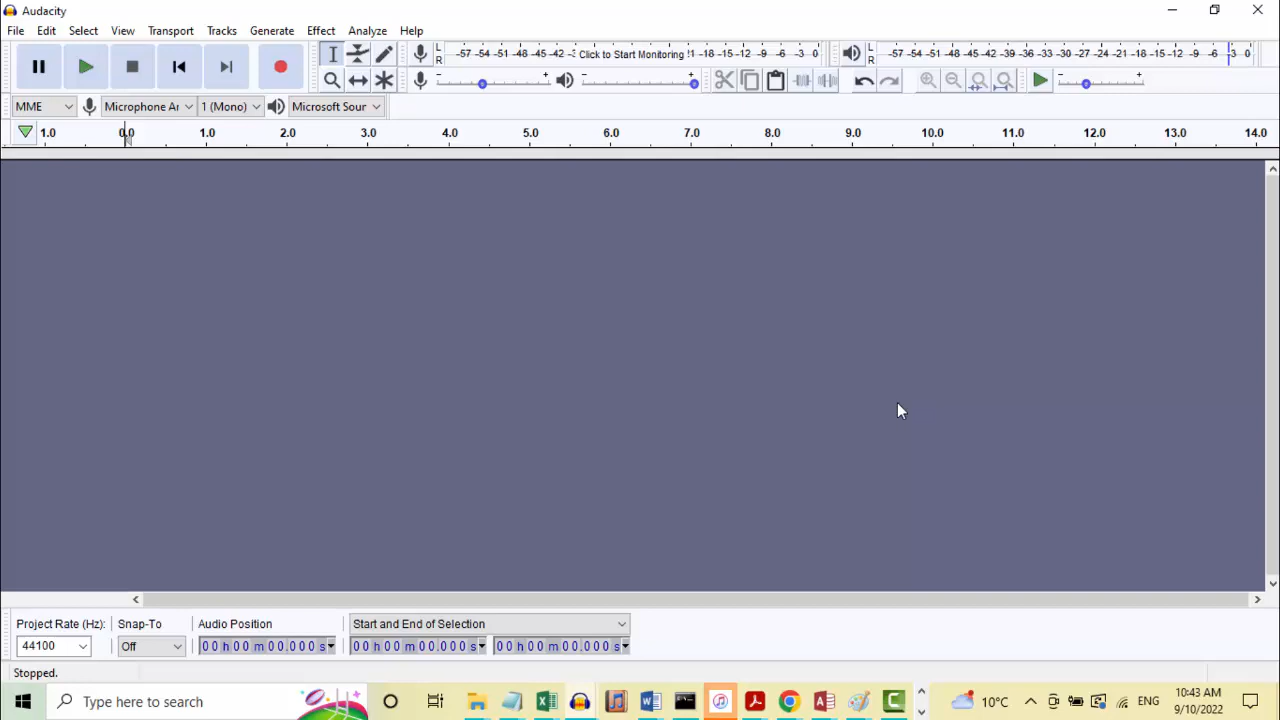 Audacity
File Edit Select View Transport Tracks Generate Effect Analyze Help
L
R
-57 -54 -51 -48 -45 -42 -3 Click to Start Monitoring !1 -18 -15 -12 -9 -6 -3 0
L
R
-57 -54 -51 -48 -45 -42 -39 -36 -33 -30 -27 -24 -21 -18 -15 -12 -9 -6 -3 0
MME Microphone Ar 1 (Mono) Microsoft Soun
1.0 0.0 1.0 2.0 3.0 4.0 5.0 6.0 7.0 8.0 9.0 10.0 11.0 12.0 13.0 14.0
Project Rate (Hz): Snap-To Audio Position Start and End of Selection
44100 Off 00 h 00 m 00.000 s 00 h 00 m 00.000 s 00 h 00 m 00.000 s
Stopped.
Type here to search 10°C ENG
10:43 AM
9/10/2022